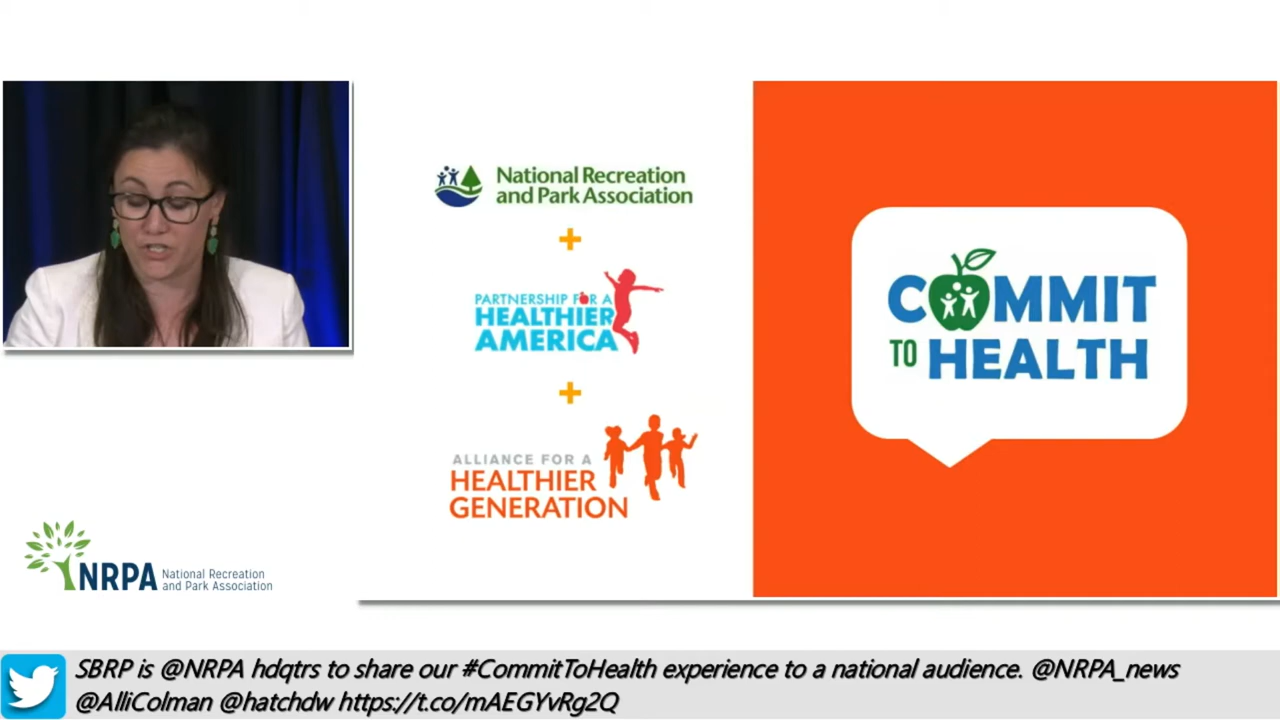 National Recreation
and Park Association
+
PARTNERSHIP FOR A
HEALTHIER
AMERICA
+
ALLIANCE FOR A
HEALTHIER
GENERATION
COMMIT
TO HEALTH
NRPA National Recreation
and Park Association
SBRP is @NRPA hdqtrs to share our #CommitToHealth experience to a national audience. @NRPA_news
@AlliColman @hatchdw https://t.co/mAEGYvRg2Q